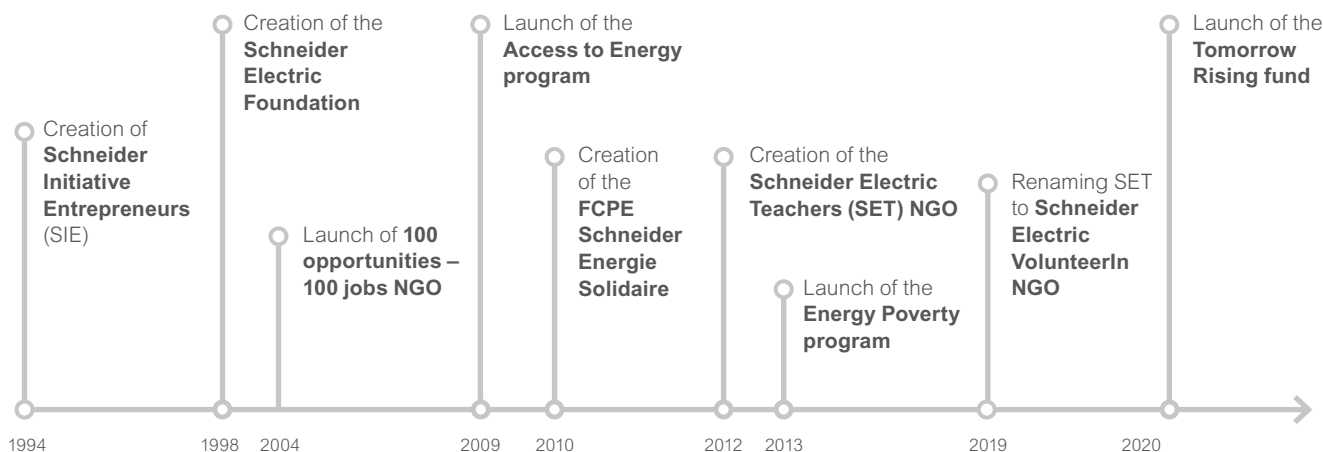 Creation of
Schneider
Initiative
Entrepreneurs
(SIE)
Creation of the
Schneider
Electric
Foundation
Launch of 100
opportunities –
100 jobs NGO
Launch of the
Access to Energy
program
Creation
of the
FCPE
Schneider
Energie
Solidaire
Creation of the
Schneider Electric
Teachers (SET) NGO
Launch of the
Energy Poverty
program
Renaming SET
to Schneider
Electric
VolunteerIn
NGO
Launch of the
Tomorrow
Rising fund
1994 1998 2004 2009 2010 2012 2013 2019 2020